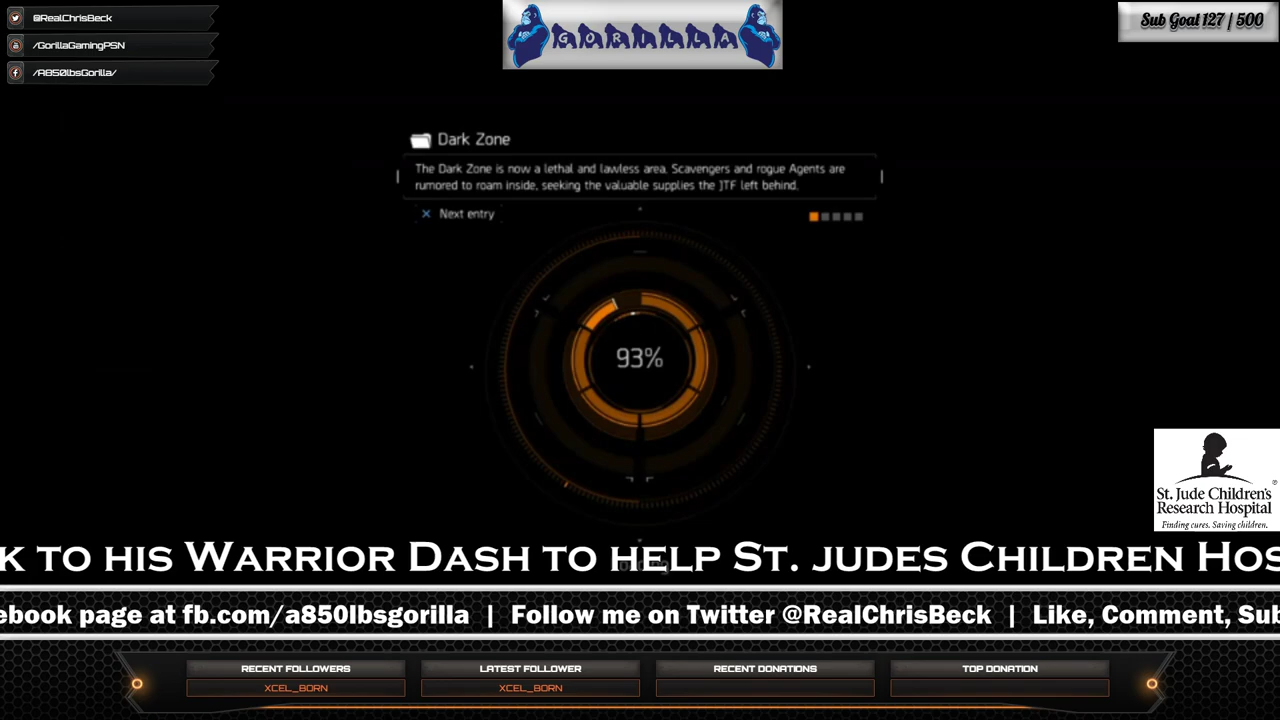 @RealChrisBeck
/GorillaGamingPSN
/A850lbsGorilla/
GORILLA
Sub Goal 127 / 500
Dark Zone
The Dark Zone is now a lethal and lawless area. Scavengers and rogue Agents are
rumored to roam inside, seeking the valuable supplies the JTF left behind.
Next entry
93%
St. Jude Children's
Research Hospital
Finding cures. Saving children.
K TO HIS WARRIOR DASH TO HELP ST. JUDES CHILDREN HOS
ebook page at fb.com/a850lbsgorilla | Follow me on Twitter @RealChrisBeck | Like, Comment, Sub
RECENT FOLLOWERS
XCEL_BORN
LATEST FOLLOWER
XCEL_BORN
RECENT DONATIONS
TOP DONATION